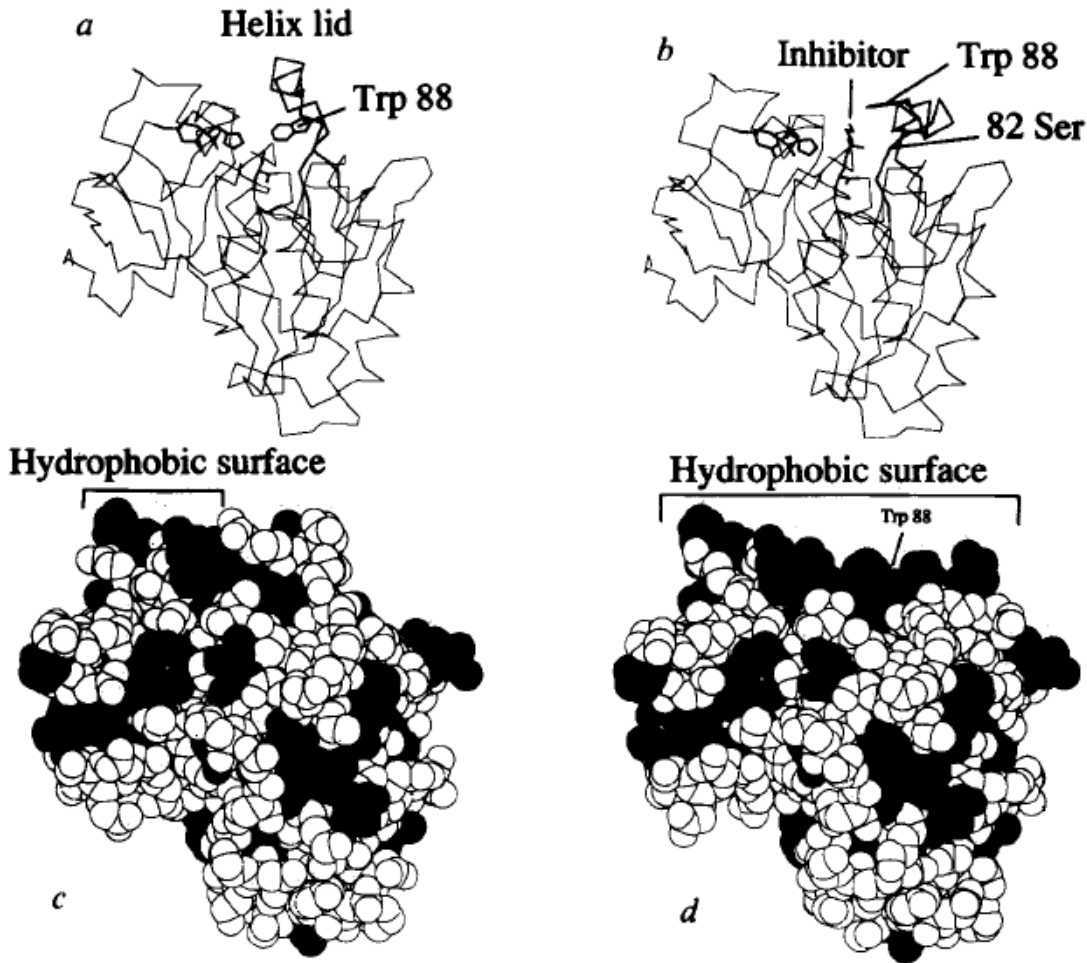 a
Helix lid
Trp 88
b
Inhibitor
Trp 88
82 Ser
Hydrophobic surface
Hydrophobic surface
Trp 88
c
d